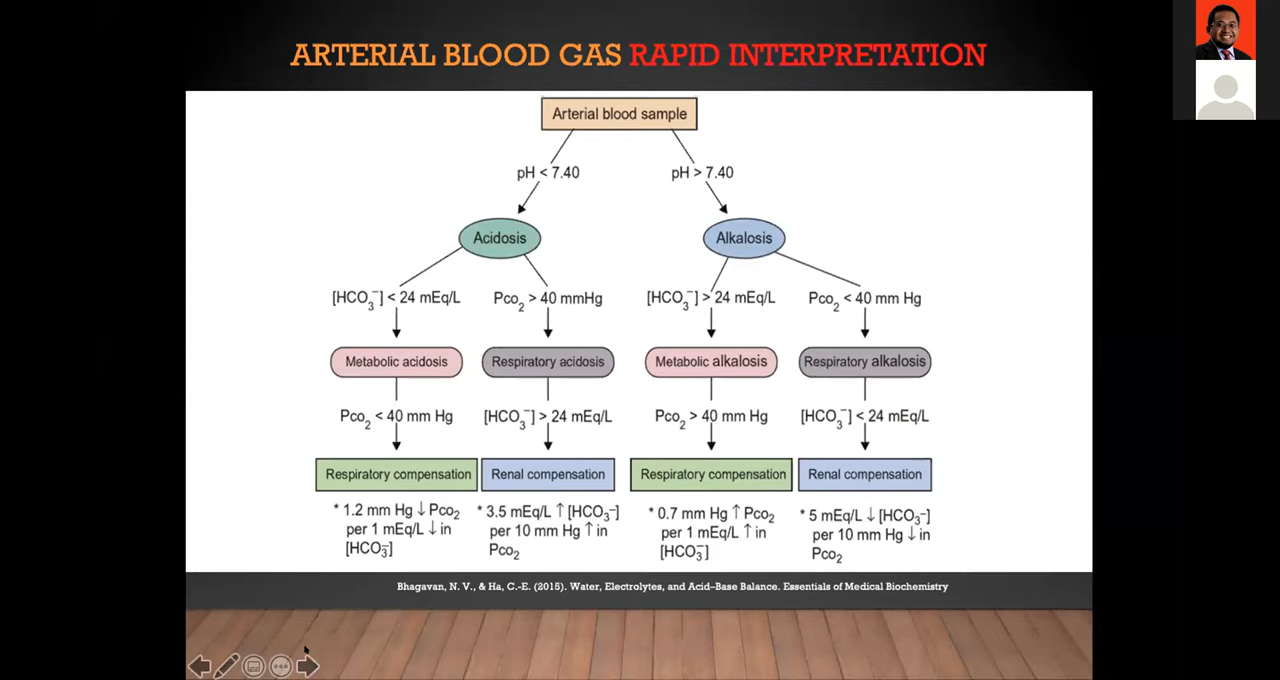 ARTERIAL BLOOD GAS RAPID INTERPRETATION
Arterial blood sample
pH < 7.40
pH > 7.40
Acidosis
Alkalosis
[HCO₃⁻] < 24 mEq/L
Pco₂ > 40 mmHg
[HCO₃⁻] > 24 mEq/L
Pco₂ < 40 mm Hg
Metabolic acidosis
Respiratory acidosis
Metabolic alkalosis
Respiratory alkalosis
Pco₂ < 40 mm Hg
[HCO₃⁻] > 24 mEq/L
Pco₂ > 40 mm Hg
[HCO₃⁻] < 24 mEq/L
Respiratory compensation
Renal compensation
Respiratory compensation
Renal compensation
* 1.2 mm Hg ↓ Pco₂
per 1 mEq/L ↓ in
[HCO₃⁻]
* 3.5 mEq/L ↑ [HCO₃⁻]
per 10 mm Hg ↑ in
Pco₂
* 0.7 mm Hg ↑ Pco₂
per 1 mEq/L ↑ in
[HCO₃⁻]
* 5 mEq/L ↓ [HCO₃⁻]
per 10 mm Hg ↓ in
Pco₂
Bhagavan, N. V., & Ha, C.-E. (2015). Water, Electrolytes, and Acid–Base Balance. Essentials of Medical Biochemistry